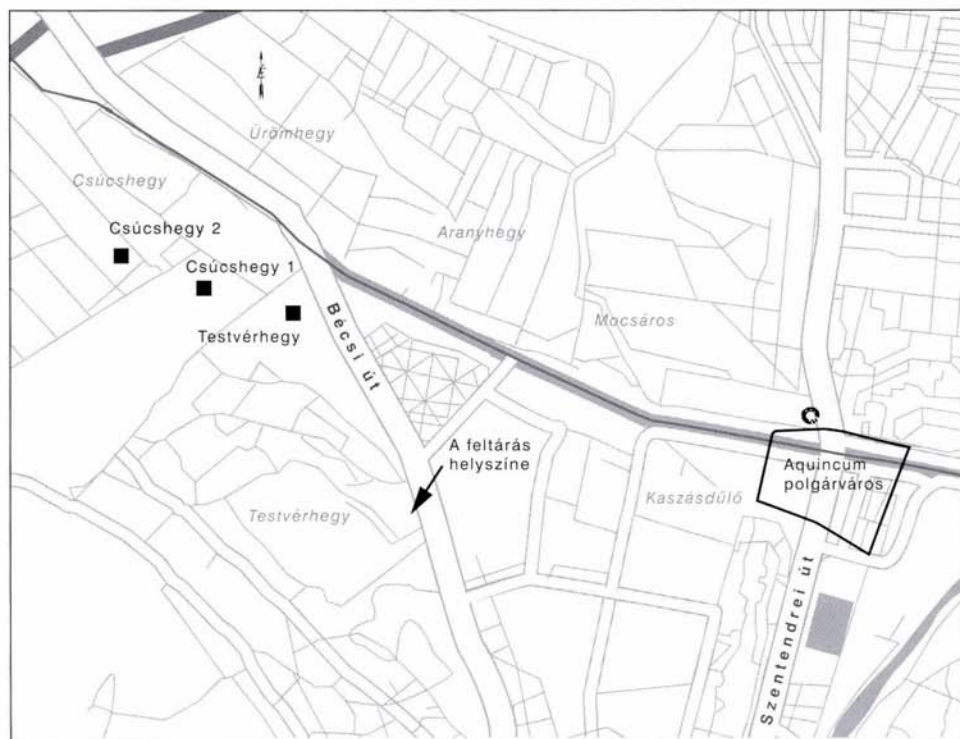 É
Ürömhegy
Csúcshegy
Csúcshegy 2
Aranyhegy
Csúcshegy 1
Testvérhegy
Bécsi út
Mocsáros
A feltárás
helyszíne
Aquincum
polgárváros
Kaszásdűlő
Testvérhegy
Szentendrei út